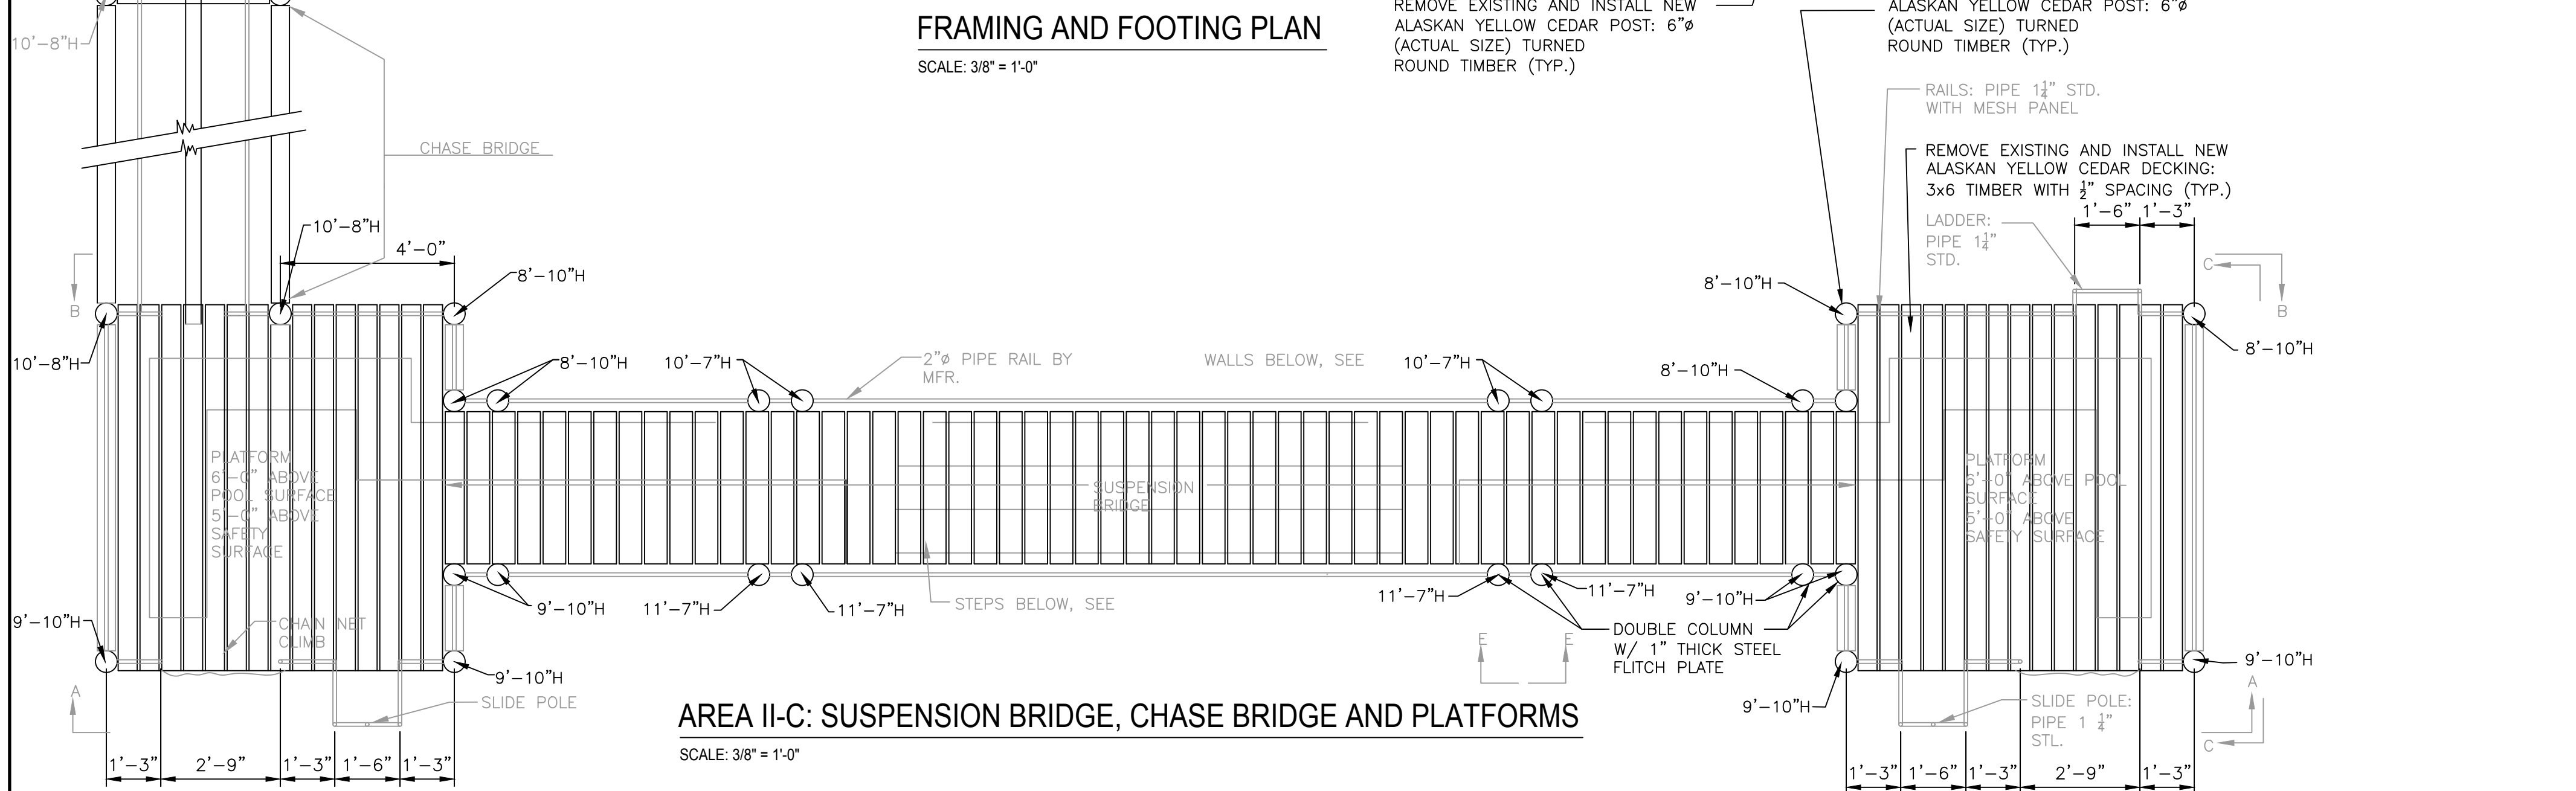 FRAMING AND FOOTING PLAN
SCALE: 3/8" = 1'-0"
REMOVE EXISTING AND INSTALL NEW
ALASKAN YELLOW CEDAR POST: 6"ø
(ACTUAL SIZE) TURNED
ROUND TIMBER (TYP.)
ALASKAN YELLOW CEDAR POST: 6"ø
(ACTUAL SIZE) TURNED
ROUND TIMBER (TYP.)
10'-8"H
CHASE BRIDGE
RAILS: PIPE 1¼" STD.
WITH MESH PANEL
REMOVE EXISTING AND INSTALL NEW
ALASKAN YELLOW CEDAR DECKING:
3x6 TIMBER WITH ½" SPACING (TYP.)
LADDER:
PIPE 1¼"
STD.
1'-6"
1'-3"
10'-8"H
4'-0"
8'-10"H
B
10'-8"H
8'-10"H
10'-7"H
2"ø PIPE RAIL BY
MFR.
WALLS BELOW, SEE
10'-7"H
8'-10"H
8'-10"H
C
B
8'-10"H
PLATFORM
6'-0" ABOVE
POOL SURFACE
5'-0" ABOVE
SAFETY
SURFACE
SUSPENSION
BRIDGE
PLATFORM
6'-0" ABOVE POOL
SURFACE
5'-0" ABOVE
SAFETY SURFACE
9'-10"H
CHAIN NET
CLIMB
9'-10"H
11'-7"H
11'-7"H
STEPS BELOW, SEE
11'-7"H
11'-7"H
9'-10"H
DOUBLE COLUMN
W/ 1" THICK STEEL
FLITCH PLATE
E
E
9'-10"H
9'-10"H
9'-10"H
A
SLIDE POLE
SLIDE POLE:
PIPE 1 ¼"
STL.
A
C
AREA II-C: SUSPENSION BRIDGE, CHASE BRIDGE AND PLATFORMS
SCALE: 3/8" = 1'-0"
1'-3"
2'-9"
1'-3"
1'-6"
1'-3"
1'-3"
1'-6"
1'-3"
2'-9"
1'-3"